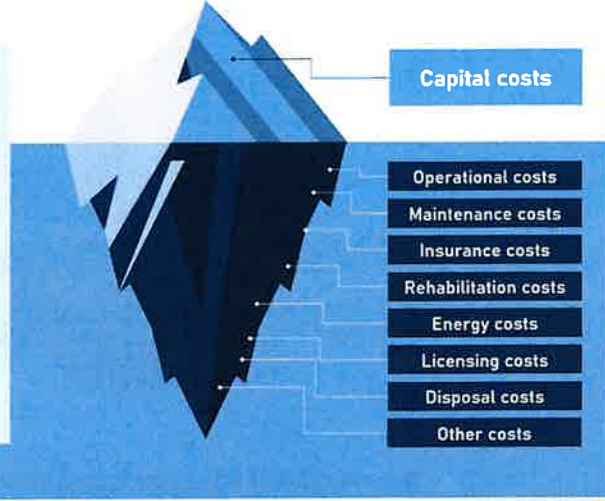 Capital costs
Operational costs
Maintenance costs
Insurance costs
Rehabilitation costs
Energy costs
Licensing costs
Disposal costs
Other costs